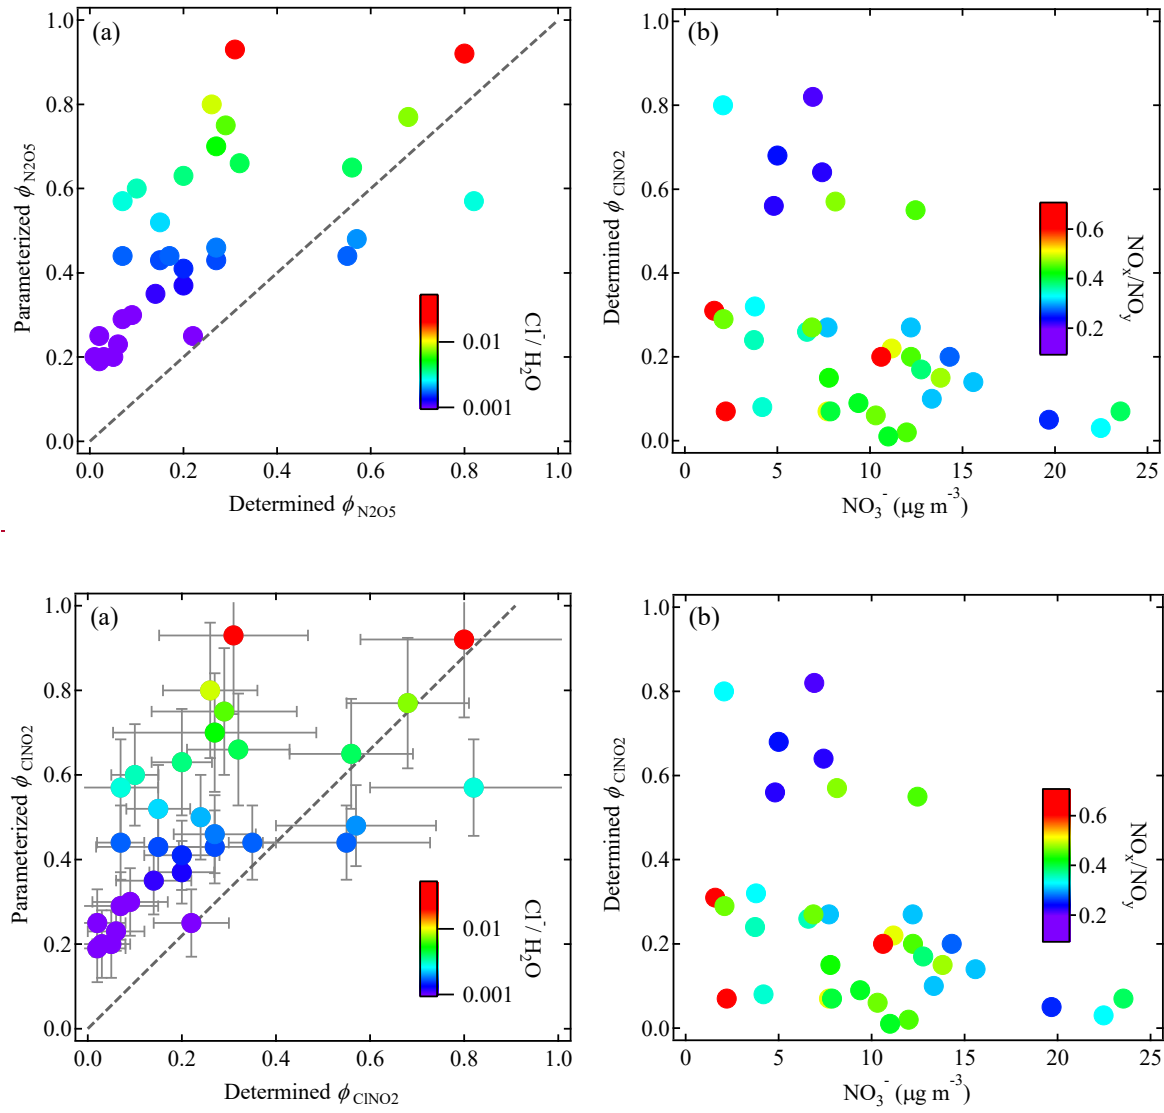 (a)
1.0
0.8
0.6
0.4
0.2
0.0
Parameterized ϕ N2O5
0.0 0.2 0.4 0.6 0.8 1.0
Determined ϕ N2O5
0.01
0.001
Cl-/ H2O
(b)
1.0
0.8
0.6
0.4
0.2
0.0
Determined ϕ ClNO2
0 5 10 15 20 25
NO3- (μg m-3)
0.6
0.4
0.2
NOx/NOy
(a)
1.0
0.8
0.6
0.4
0.2
0.0
Parameterized ϕ ClNO2
0.0 0.2 0.4 0.6 0.8 1.0
Determined ϕ ClNO2
0.01
0.001
Cl-/ H2O
(b)
1.0
0.8
0.6
0.4
0.2
0.0
Determined ϕ ClNO2
0 5 10 15 20 25
NO3- (μg m-3)
0.6
0.4
0.2
NOx/NOy